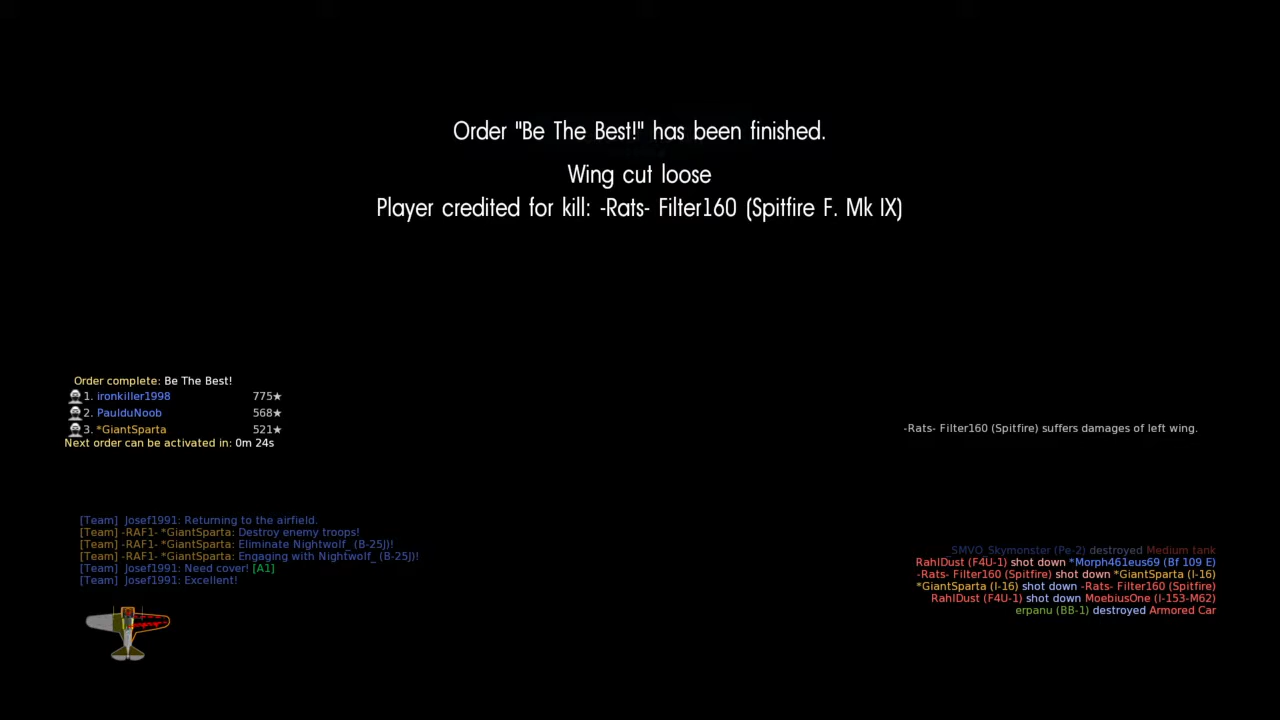 Order "Be The Best!" has been finished.
Wing cut loose
Player credited for kill: -Rats- Filter160 (Spitfire F. Mk IX)
Order complete: Be The Best!
1. ironkiller1998 775★
2. PaulduNoob 568★
3. *GiantSparta 521★
Next order can be activated in: 0m 24s
-Rats- Filter160 (Spitfire) suffers damages of left wing.
[Team] Josef1991: Returning to the airfield.
[Team] -RAF1- *GiantSparta: Destroy enemy troops!
[Team] -RAF1- *GiantSparta: Eliminate Nightwolf_ (B-25J)!
[Team] -RAF1- *GiantSparta: Engaging with Nightwolf_ (B-25J)!
[Team] Josef1991: Need cover! [A1]
[Team] Josef1991: Excellent!
_SMVO_Skymonster (Pe-2) destroyed Medium tank
RahlDust (F4U-1) shot down *Morph461eus69 (Bf 109 E)
-Rats- Filter160 (Spitfire) shot down *GiantSparta (I-16)
*GiantSparta (I-16) shot down -Rats- Filter160 (Spitfire)
RahlDust (F4U-1) shot down MoebiusOne (I-153-M62)
erpanu (BB-1) destroyed Armored Car